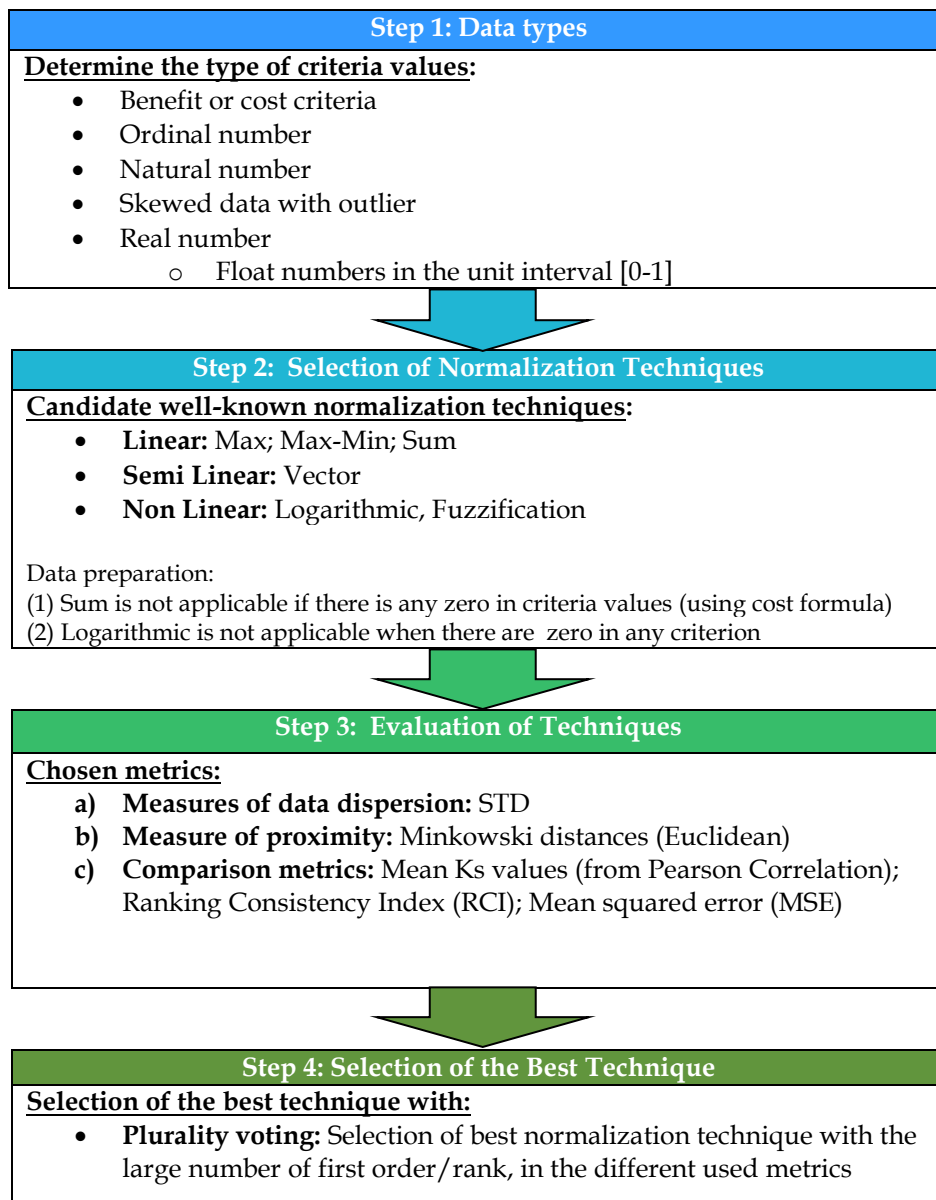 Step 1: Data types
Determine the type of criteria values:
• Benefit or cost criteria
• Ordinal number
• Natural number
• Skewed data with outlier
• Real number
o Float numbers in the unit interval [0-1]
Step 2: Selection of Normalization Techniques
Candidate well-known normalization techniques:
• Linear: Max; Max-Min; Sum
• Semi Linear: Vector
• Non Linear: Logarithmic, Fuzzification
Data preparation:
(1) Sum is not applicable if there is any zero in criteria values (using cost formula)
(2) Logarithmic is not applicable when there are zero in any criterion
Step 3: Evaluation of Techniques
Chosen metrics:
a) Measures of data dispersion: STD
b) Measure of proximity: Minkowski distances (Euclidean)
c) Comparison metrics: Mean Ks values (from Pearson Correlation);
Ranking Consistency Index (RCI); Mean squared error (MSE)
Step 4: Selection of the Best Technique
Selection of the best technique with:
• Plurality voting: Selection of best normalization technique with the
large number of first order/rank, in the different used metrics